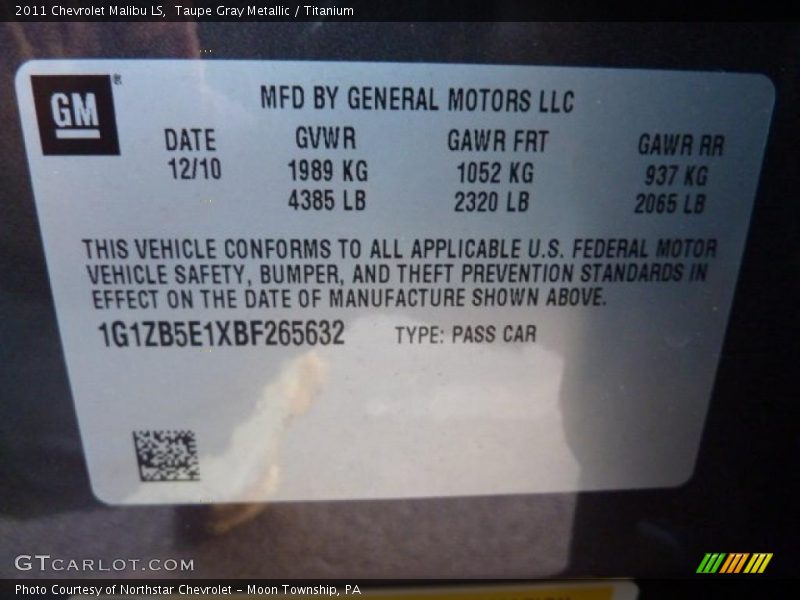 2011 Chevrolet Malibu LS,  Taupe Gray Metallic / Titanium
GM®
MFD BY GENERAL MOTORS LLC
DATE GVWR GAWR FRT GAWR RR
12/10 1989 KG 1052 KG 937 KG
4385 LB 2320 LB 2065 LB
THIS VEHICLE CONFORMS TO ALL APPLICABLE U.S. FEDERAL MOTOR
VEHICLE SAFETY, BUMPER, AND THEFT PREVENTION STANDARDS IN
EFFECT ON THE DATE OF MANUFACTURE SHOWN ABOVE.
1G1ZB5E1XBF265632 TYPE: PASS CAR
GTCARLOT.COM
Photo Courtesy of Northstar Chevrolet - Moon Township, PA